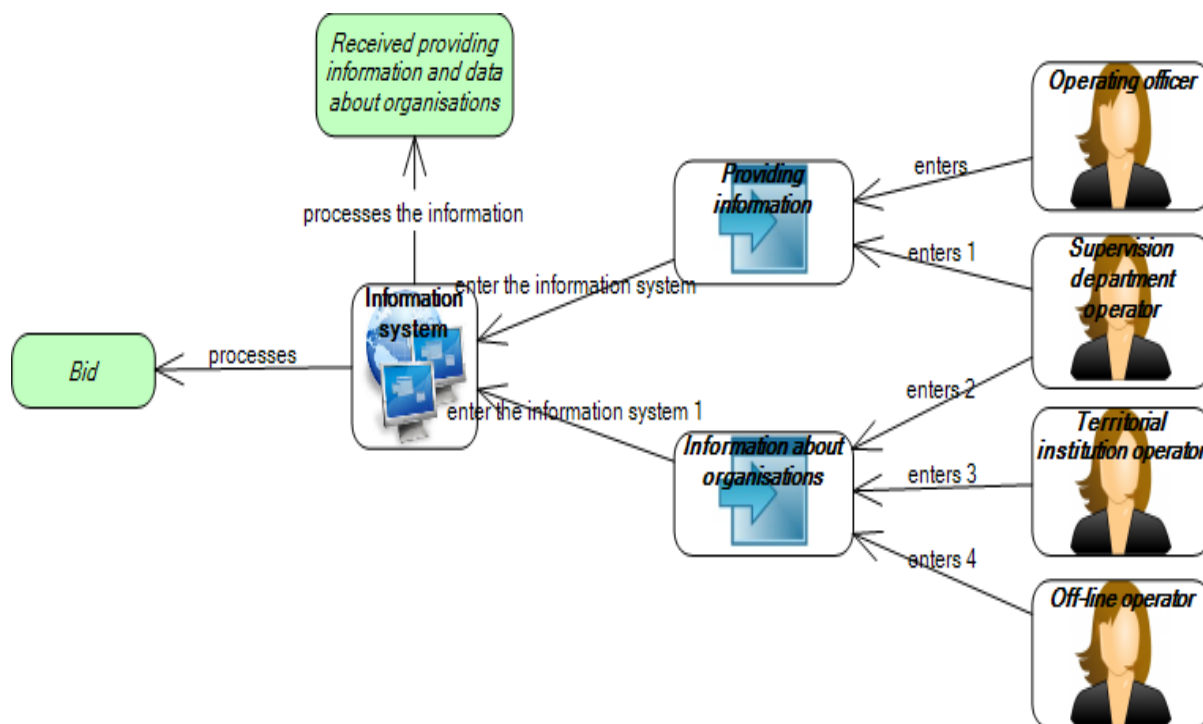 Received providing
information and data
about organisations
Operating officer
enters
Providing
information
processes the information
enters 1
Supervision
department
operator
enter the information system
Information
system
processes
Bid
enters 2
enter the information system 1
Territorial
institution operator
Information about
organisations
enters 3
enters 4
Off-line operator